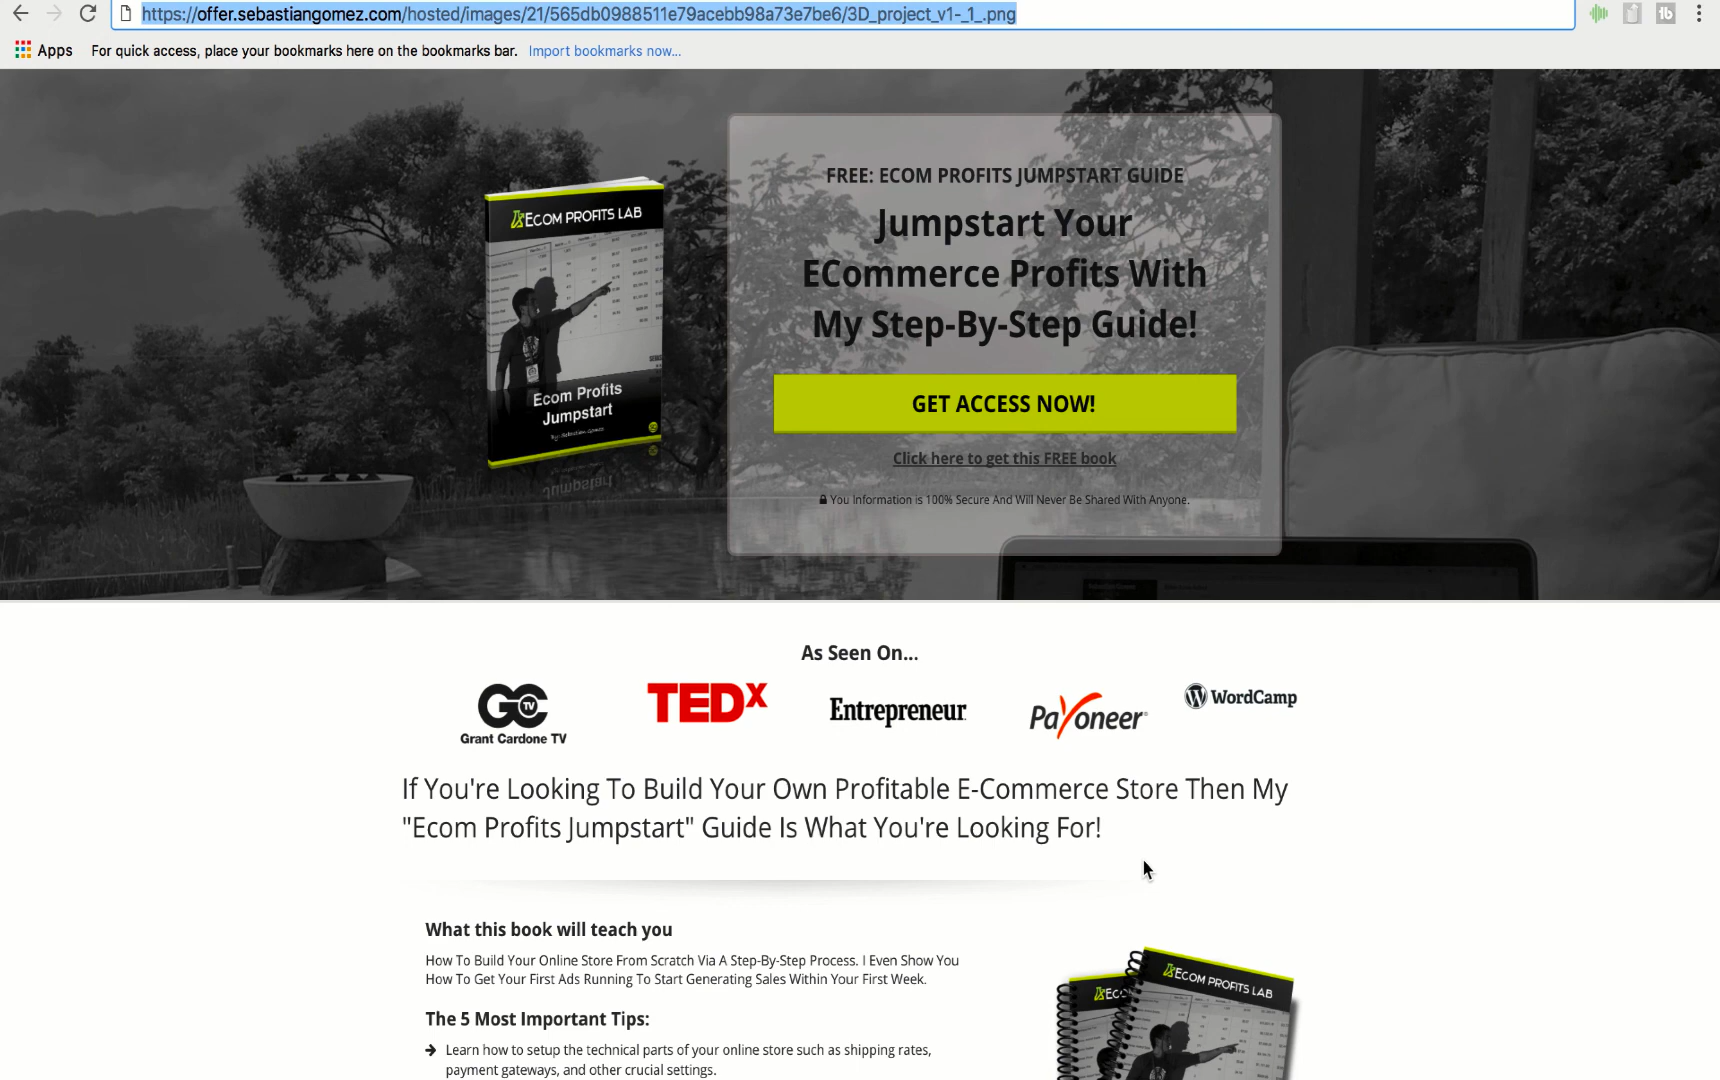 https://offer.sebastiangomez.com/hosted/images/21/565db0988511e79acebb98a73e7be6/3D_project_v1-_1_.png
tb
Apps
For quick access, place your bookmarks here on the bookmarks bar.
Import bookmarks now...
ECOM PROFITS LAB
Ecom Profits
Jumpstart
By: Sebastian Gomez
FREE: ECOM PROFITS JUMPSTART GUIDE
Jumpstart Your
ECommerce Profits With
My Step-By-Step Guide!
GET ACCESS NOW!
Click here to get this FREE book
You Information is 100% Secure And Will Never Be Shared With Anyone.
As Seen On...
GC TV
Grant Cardone TV
TEDx
Entrepreneur
Payoneer
WordCamp
If You're Looking To Build Your Own Profitable E-Commerce Store Then My
"Ecom Profits Jumpstart" Guide Is What You're Looking For!
What this book will teach you
How To Build Your Online Store From Scratch Via A Step-By-Step Process. I Even Show You
How To Get Your First Ads Running To Start Generating Sales Within Your First Week.
The 5 Most Important Tips:
Learn how to setup the technical parts of your online store such as shipping rates,
payment gateways, and other crucial settings.
ECOM PROFITS LAB